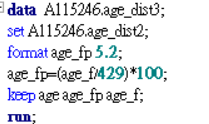 data A115246.age_dist3;
set A115246.age_dist2;
format age_fp 5.2;
age_fp=(age_f/429)*100;
keep age age_fp age_f;
run;